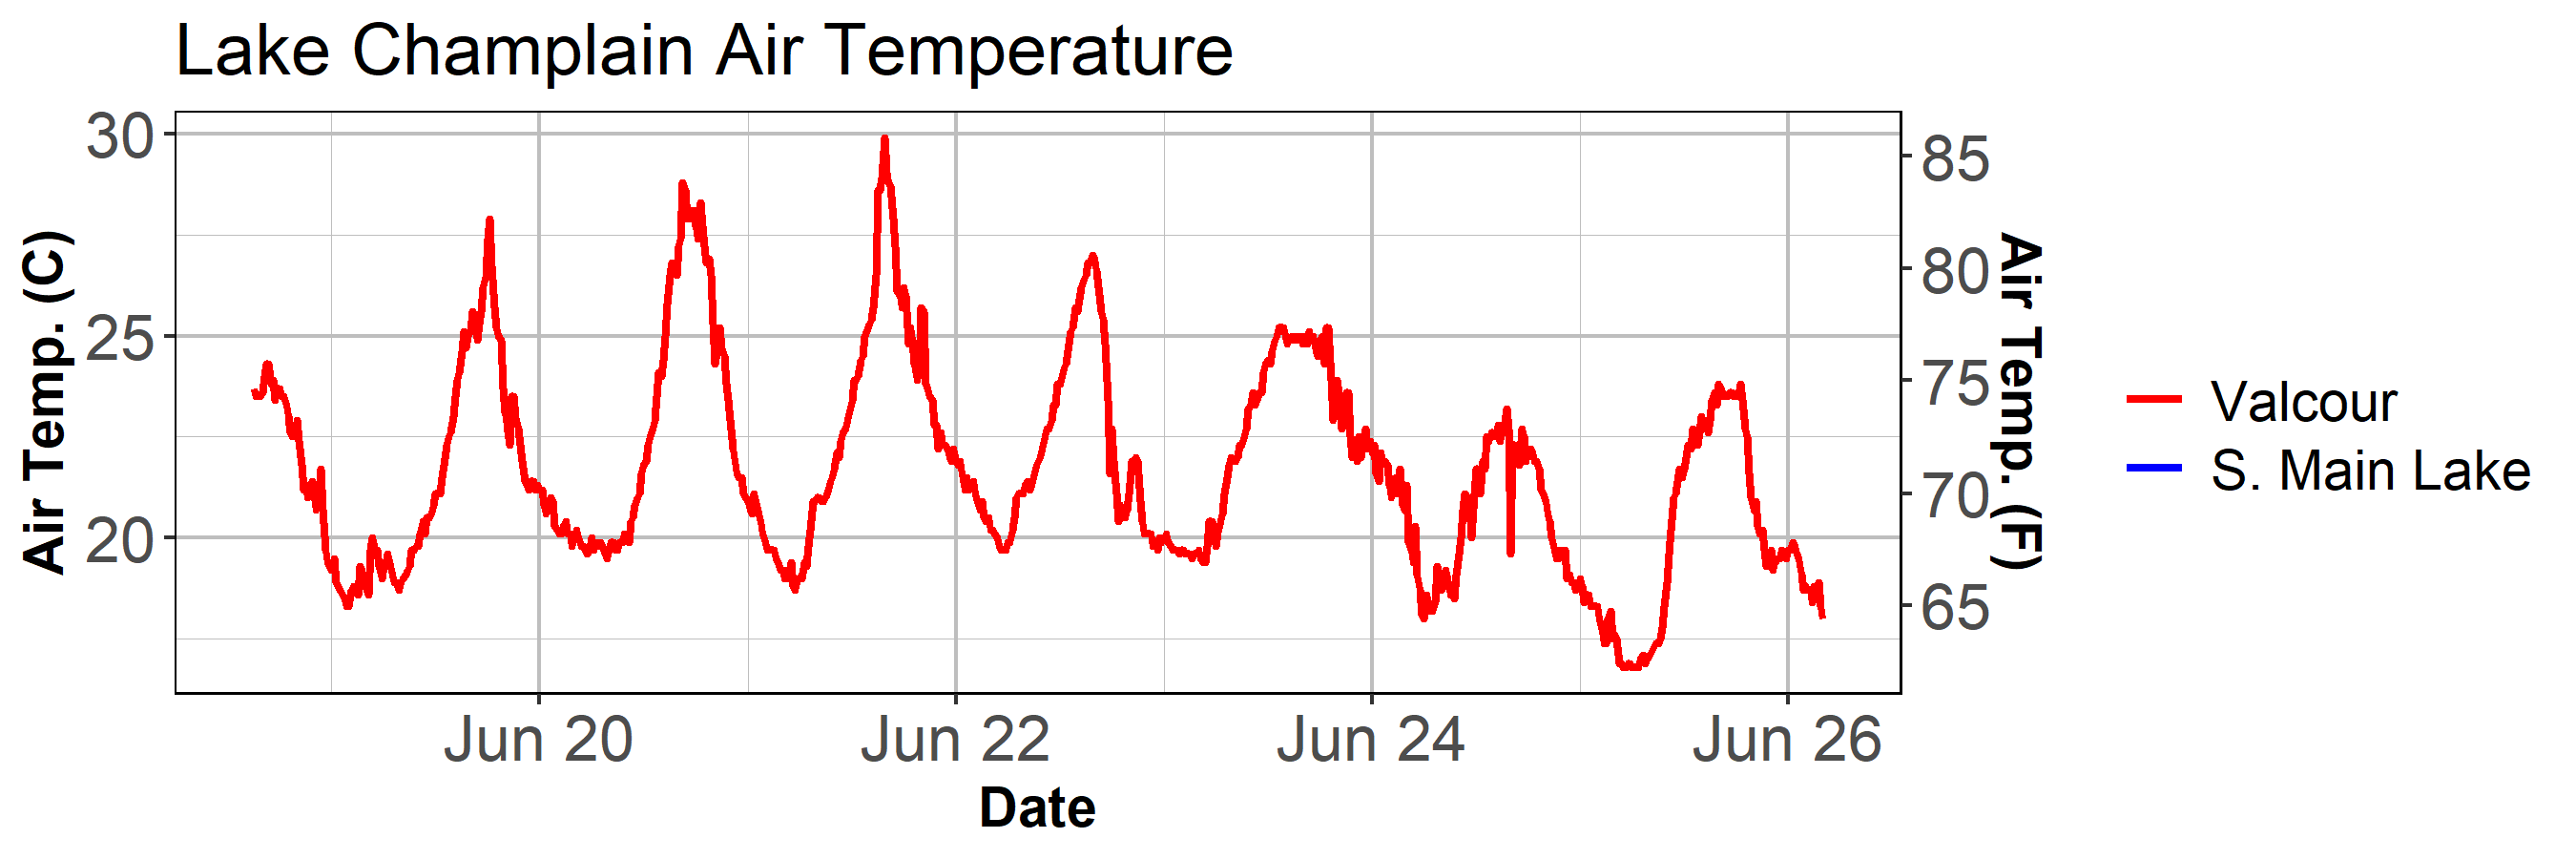 Lake Champlain Air Temperature
30
25
20
Air Temp. (C)
85
80
75
70
65
Air Temp. (F)
Jun 20
Jun 22
Jun 24
Jun 26
Date
Valcour
S. Main Lake